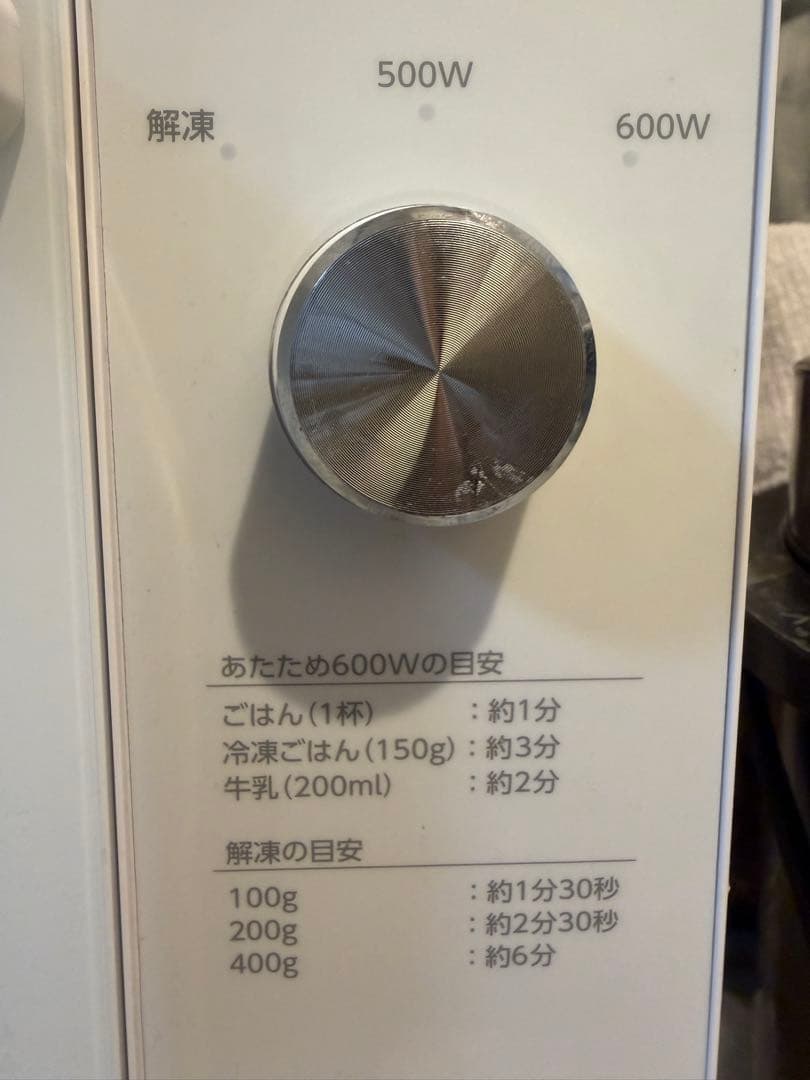 500W
解凍
600W
あたため600Wの目安
ごはん(1杯) :約1分
冷凍ごはん(150g):約3分
牛乳(200ml) :約2分
解凍の目安
100g :約1分30秒
200g :約2分30秒
400g :約6分